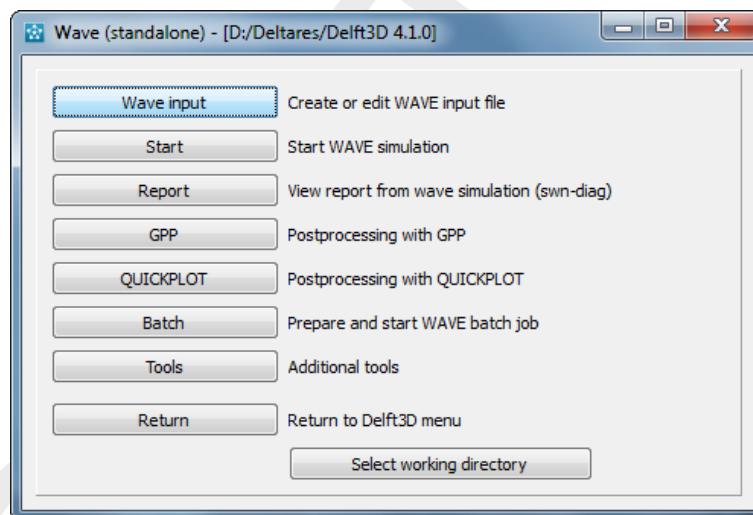 Wave (standalone) - [D:/Deltares/Delft3D 4.1.0]
Wave input Create or edit WAVE input file
Start Start WAVE simulation
Report View report from wave simulation (swn-diag)
GPP Postprocessing with GPP
QUICKPLOT Postprocessing with QUICKPLOT
Batch Prepare and start WAVE batch job
Tools Additional tools
Return Return to Delft3D menu
Select working directory